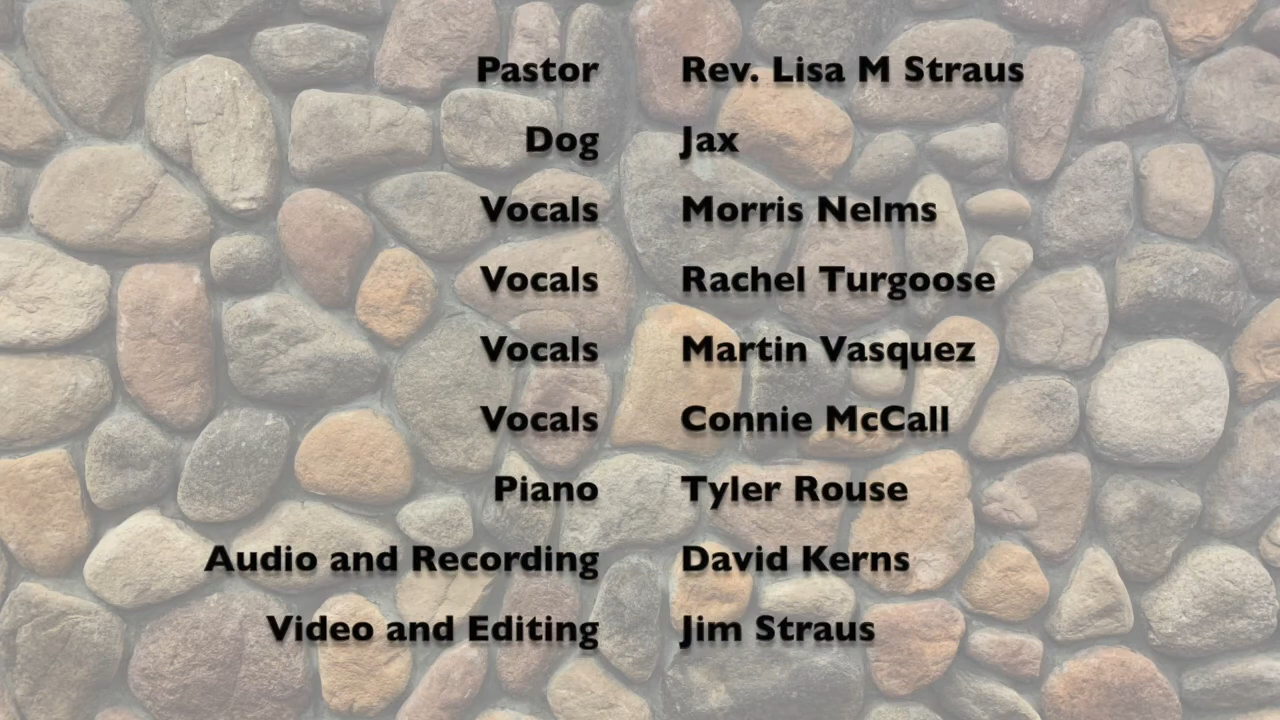 Pastor Rev. Lisa M Straus
Dog Jax
Vocals Morris Nelms
Vocals Rachel Turgoose
Vocals Martin Vasquez
Vocals Connie McCall
Piano Tyler Rouse
Audio and Recording David Kerns
Video and Editing Jim Straus